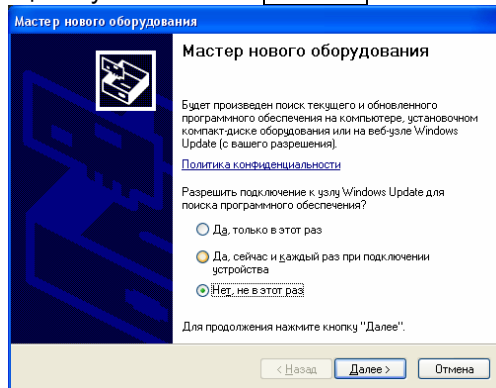 Мастер нового оборудования
Мастер нового оборудования
Будет произведен поиск текущего и обновленного
программного обеспечения на компьютере, установочном
компакт-диске оборудования или на веб-узле Windows
Update (с вашего разрешения).
Политика конфиденциальности
Разрешить подключение к узлу Windows Update для
поиска программного обеспечения?
Да, только в этот раз
Да, сейчас и каждый раз при подключении
устройства
Нет, не в этот раз
Для продолжения нажмите кнопку "Далее".
< Назад Далее > Отмена